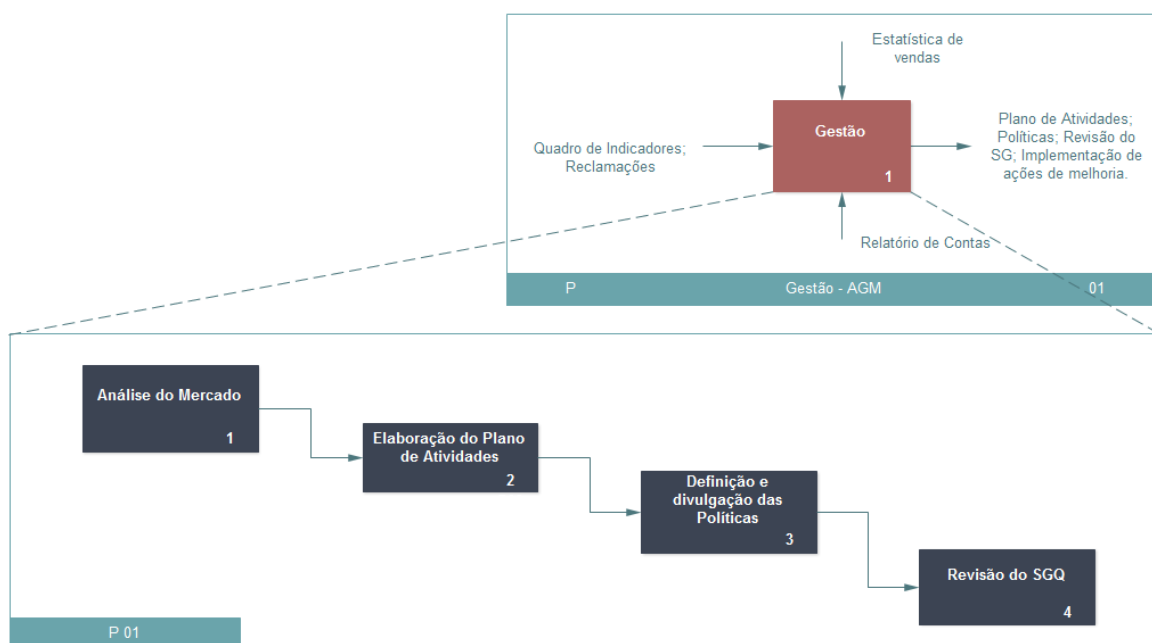 Estatística de
vendas
Gestão
1
Quadro de Indicadores;
Reclamações
Plano de Atividades;
Políticas; Revisão do
SG; Implementação de
ações de melhoria.
Relatório de Contas
P Gestão - AGM 01
Análise do Mercado
1
Elaboração do Plano
de Atividades
2
Definição e
divulgação das
Políticas
3
Revisão do SGQ
4
P 01